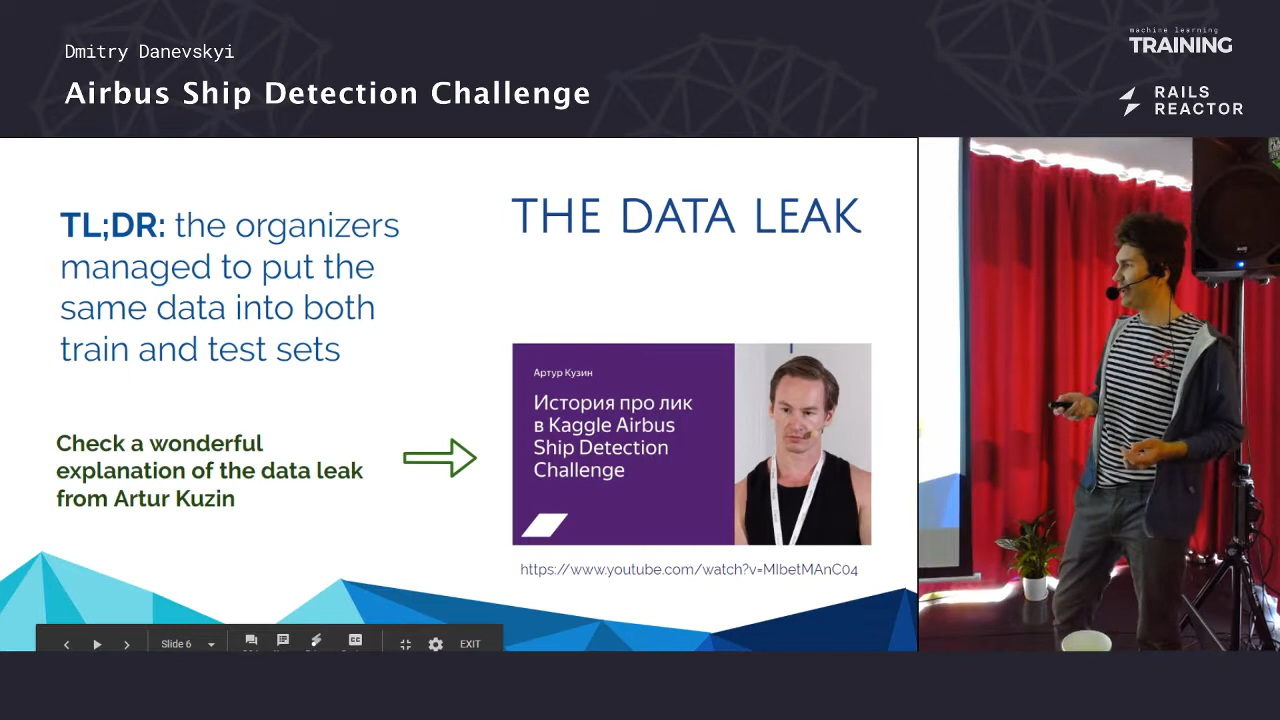 Dmitry Danevskyi
Airbus Ship Detection Challenge
machine learning
TRAINING
RAILS
REACTOR
TL;DR: the organizers
managed to put the
same data into both
train and test sets
THE DATA LEAK
Check a wonderful
explanation of the data leak
from Artur Kuzin
Артур Кузин
История про лик
в Kaggle Airbus
Ship Detection
Challenge
https://www.youtube.com/watch?v=MIbetMAnC04
Slide 6
CC
EXIT